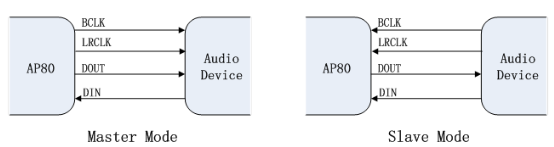 BCLK
LRCLK
AP80
DOUT
DIN
Audio
Device
Master Mode
BCLK
LRCLK
AP80
DOUT
DIN
Audio
Device
Slave Mode